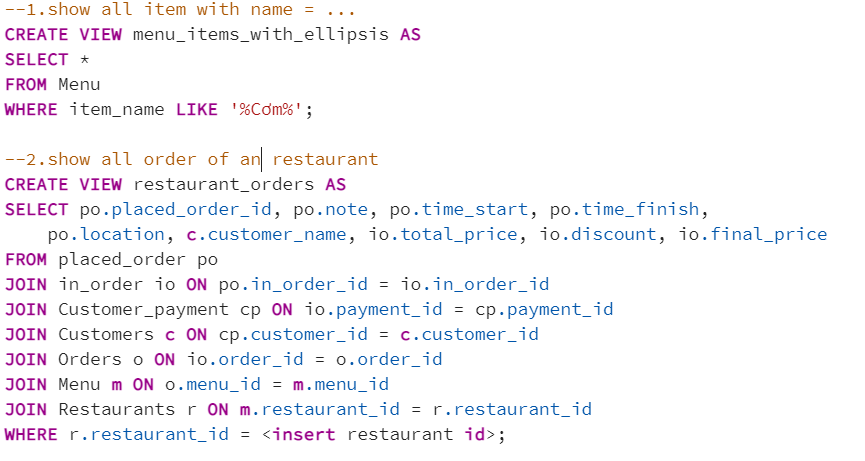 --1.show all item with name = ...
CREATE VIEW menu_items_with_ellipsis AS
SELECT *
FROM Menu
WHERE item_name LIKE '%Cơm%';

--2.show all order of an restaurant
CREATE VIEW restaurant_orders AS
SELECT po.placed_order_id, po.note, po.time_start, po.time_finish,
    po.location, c.customer_name, io.total_price, io.discount, io.final_price
FROM placed_order po
JOIN in_order io ON po.in_order_id = io.in_order_id
JOIN Customer_payment cp ON io.payment_id = cp.payment_id
JOIN Customers c ON cp.customer_id = c.customer_id
JOIN Orders o ON io.order_id = o.order_id
JOIN Menu m ON o.menu_id = m.menu_id
JOIN Restaurants r ON m.restaurant_id = r.restaurant_id
WHERE r.restaurant_id = <insert restaurant id>;